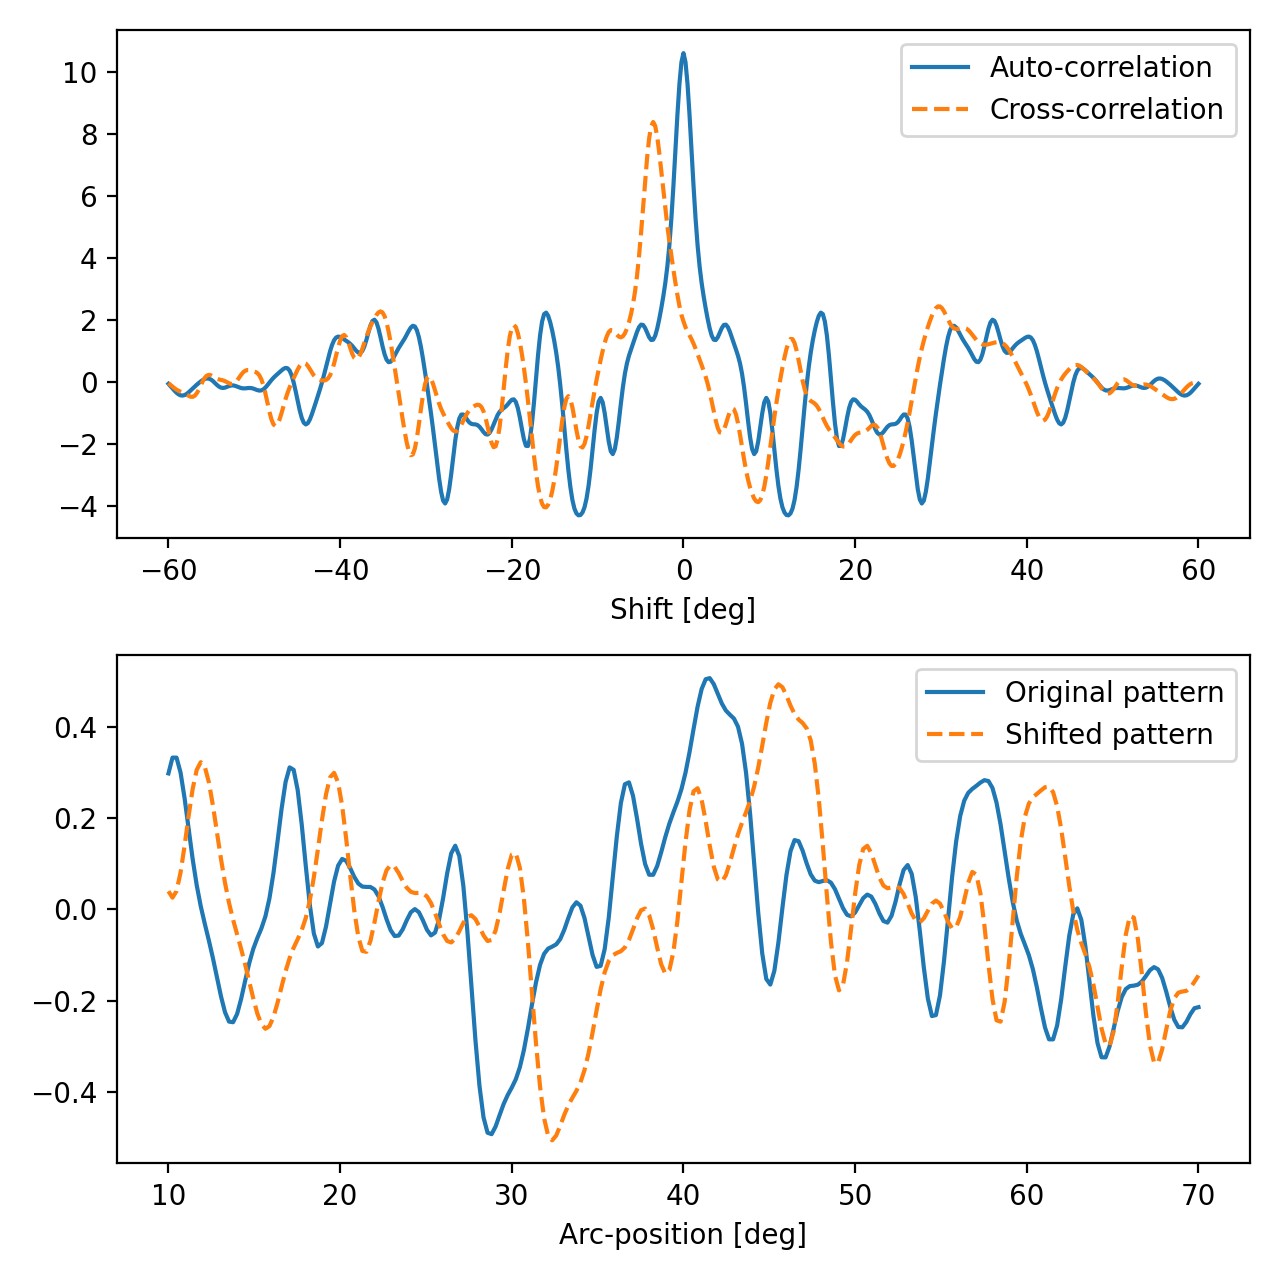 10
8
6
4
2
0
−2
−4
Auto-correlation
Cross-correlation
−60 −40 −20 0 20 40 60
Shift [deg]
0.4
0.2
0.0
−0.2
−0.4
Original pattern
Shifted pattern
10 20 30 40 50 60 70
Arc-position [deg]